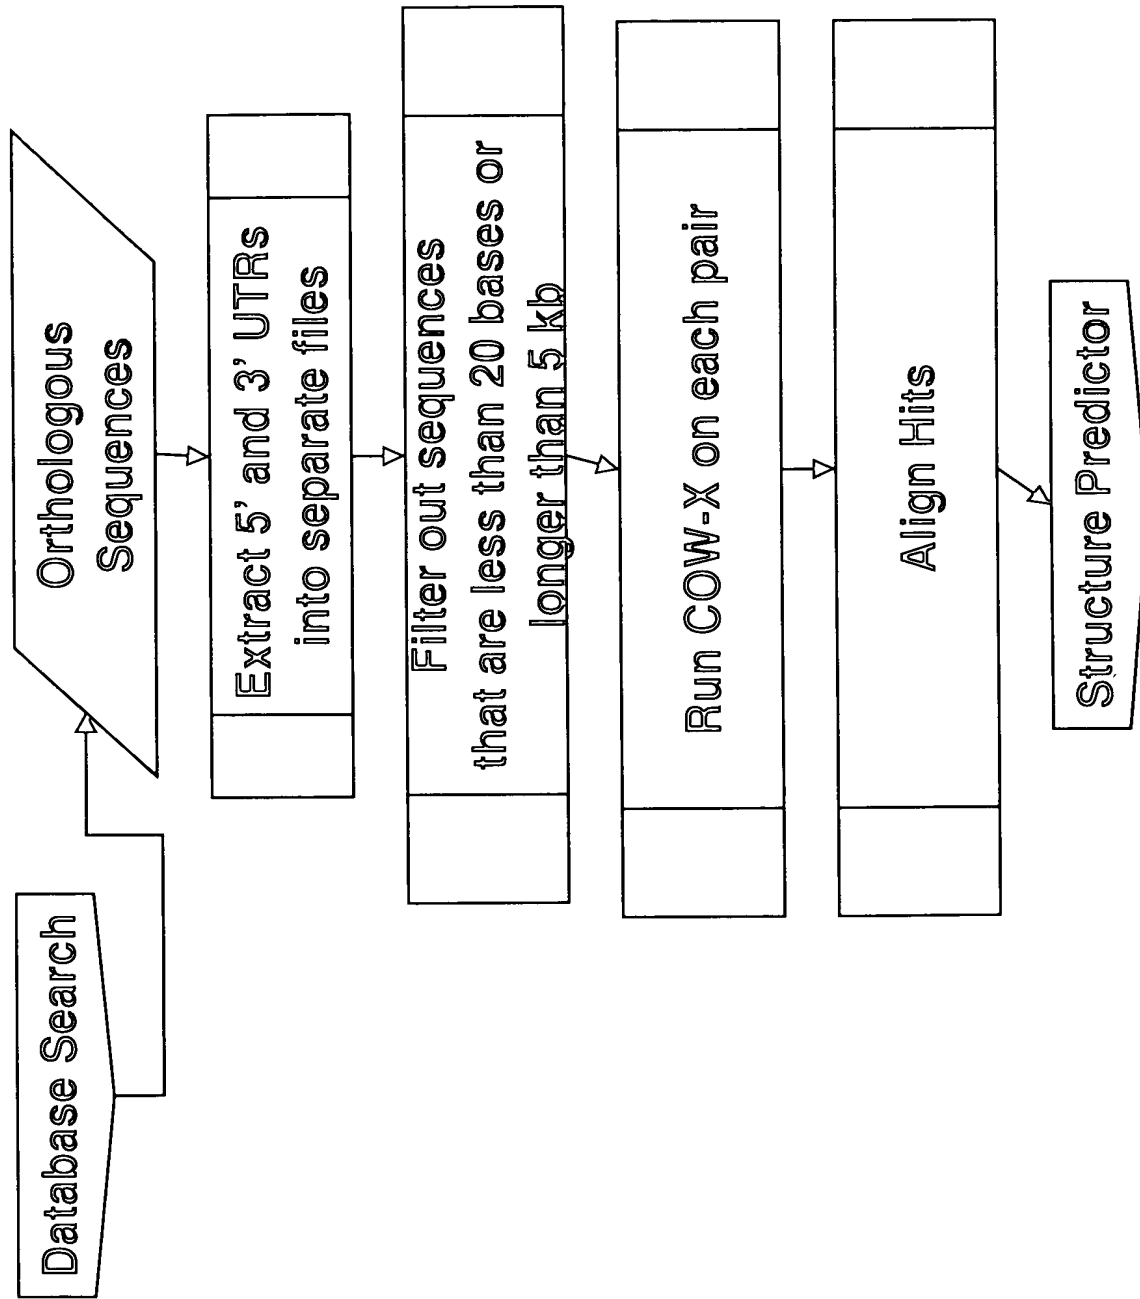 Database Search
Orthologous
Sequences
Extract 5' and 3' UTRs
into separate files
Filter out sequences
that are less than 20 bases or
longer than 5 kb
Run COW-X on each pair
Align Hits
Structure Predictor